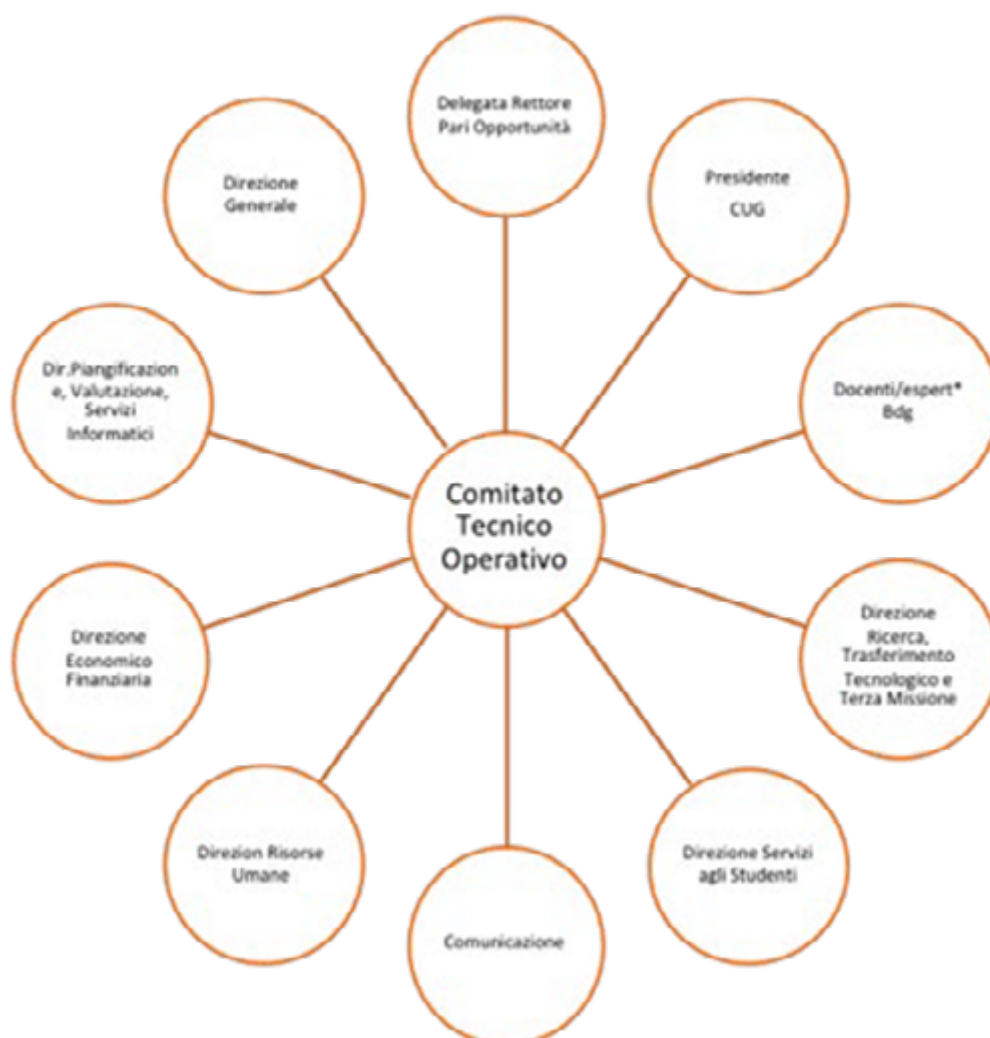 Delegata Rettore
Pari Opportunità
Presidente
CUG
Docenti/espert*
Bdg
Direzione
Ricerca,
Trasferimento
Tecnologico e
Terza Missione
Direzione Servizi
agli Studenti
Comunicazione
Direzion Risorse
Umane
Direzione
Economico
Finanziaria
Dir.Piangificazion
e, Valutazione,
Servizi
Informatici
Direzione
Generale
Comitato
Tecnico
Operativo